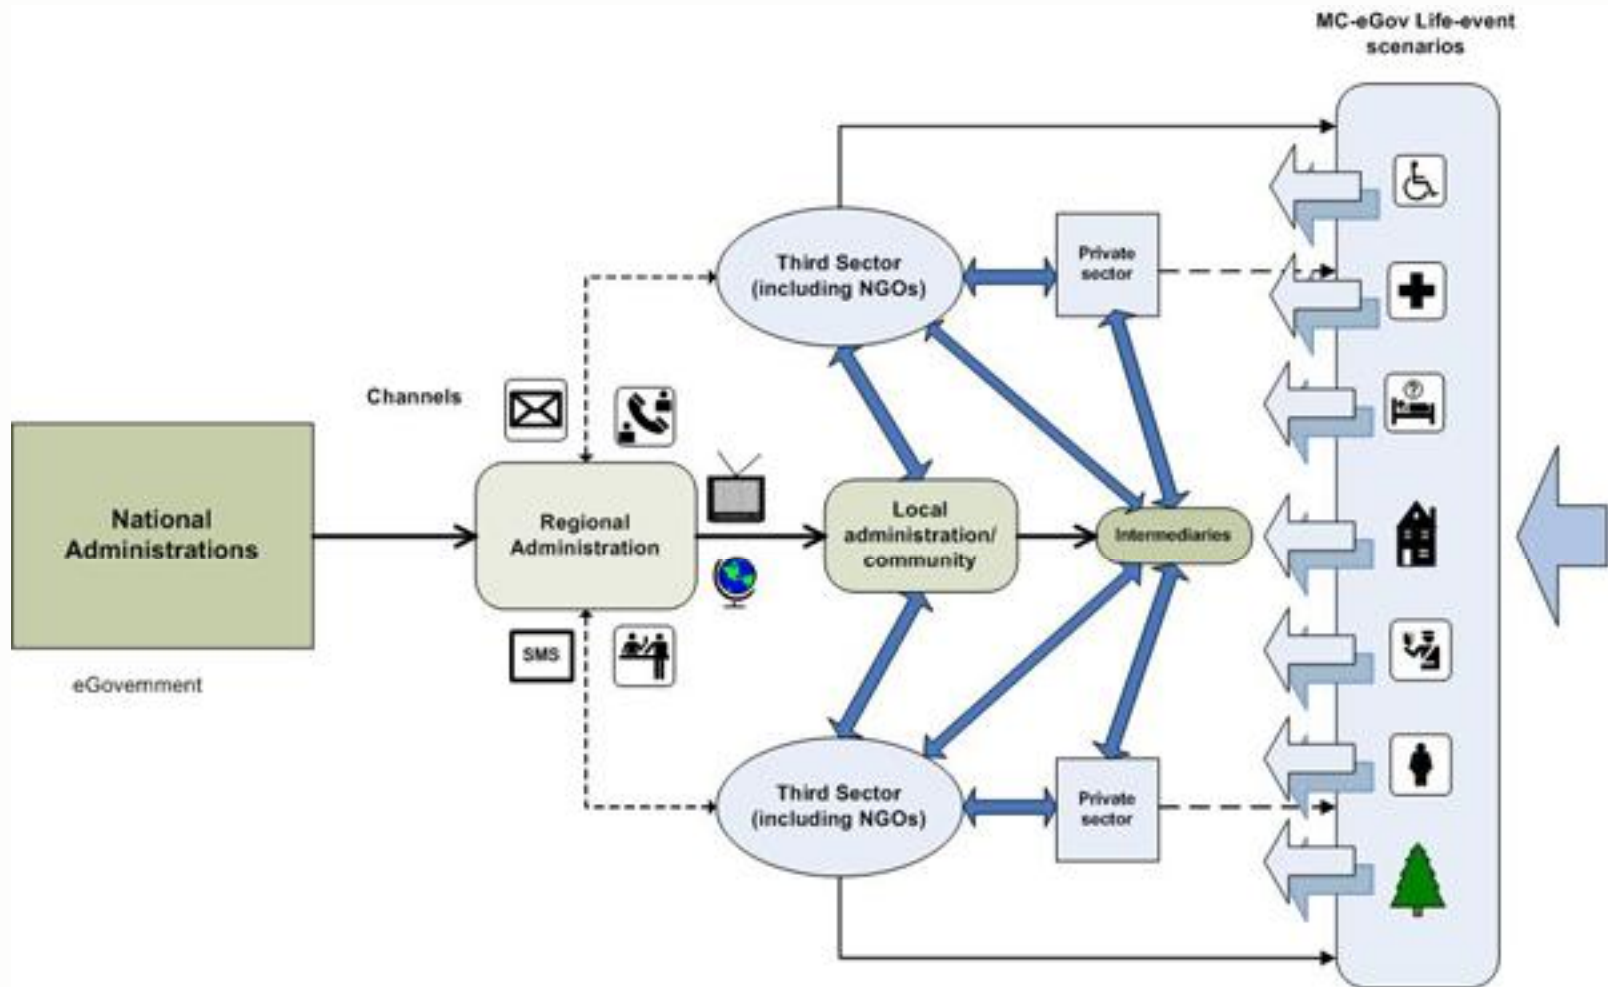 MC-eGov Life-event
scenarios
Third Sector
(including NGOs)
Private
sector
Channels
?
National
Administrations
Regional
Administration
Local
administration/
community
Intermediaries
eGovernment
SMS
Third Sector
(including NGOs)
Private
sector